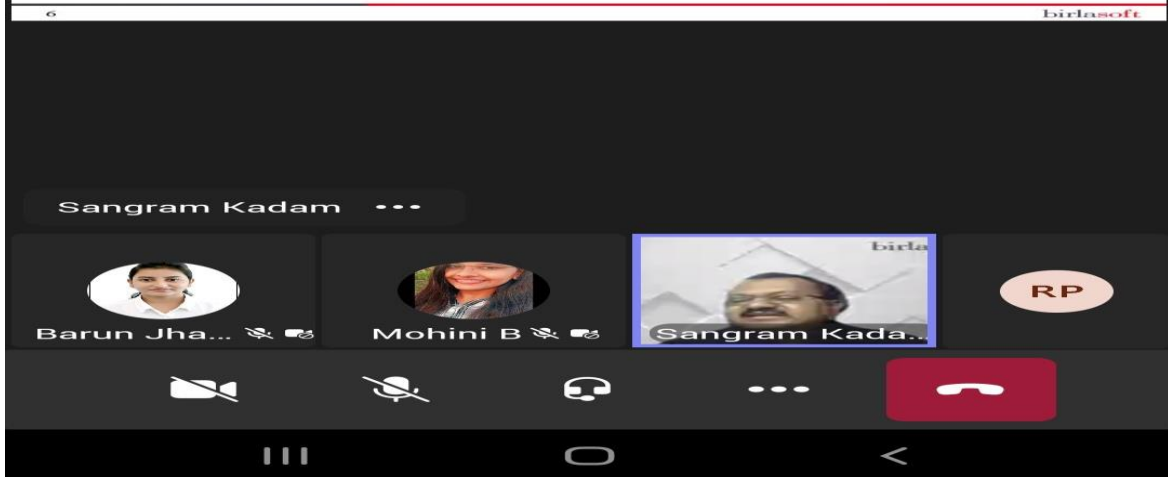 6
birlasoft
Sangram Kadam
birla
Barun Jha...
Mohini B
Sangram Kada...
RP